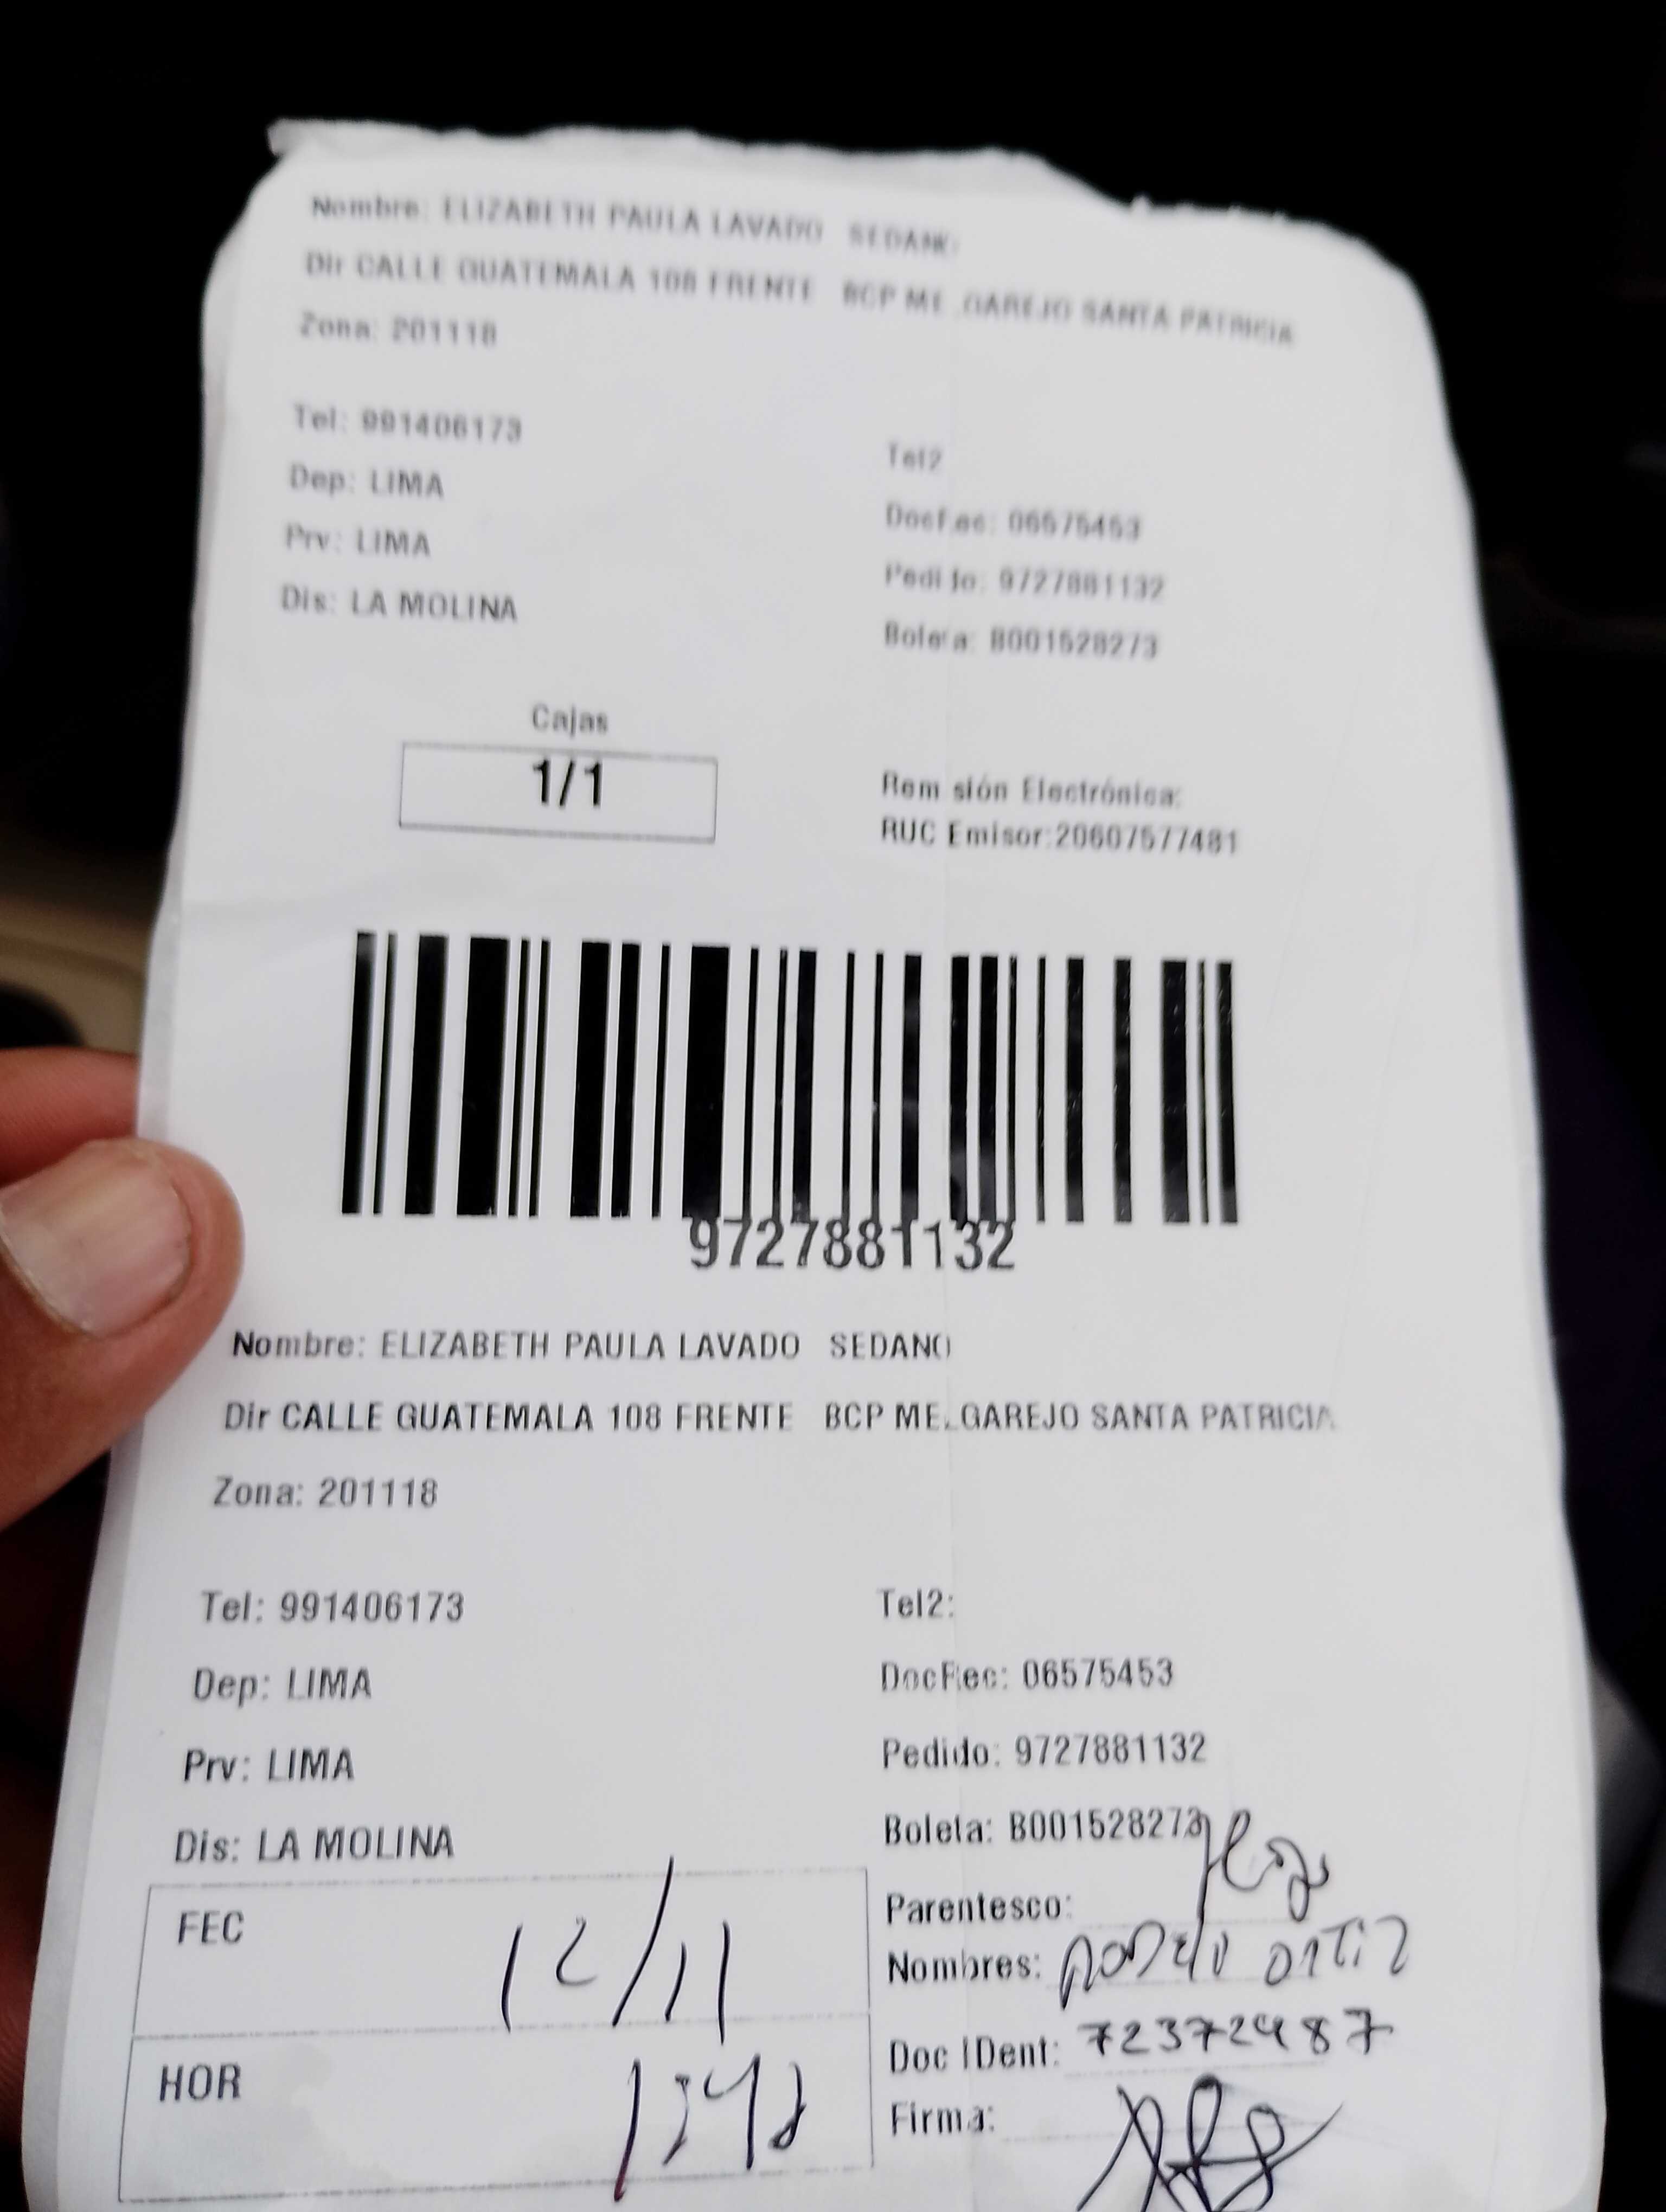 Nombre: ELIZABETH PAULA LAVADO SEDANO
Dir CALLE GUATEMALA 108 FRENTE BCP MELGAREJO SANTA PATRICIA
Zona: 201118
Tel: 991406173
Tel2
Dep: LIMA
DocRec: 06575453
Prv: LIMA
Pedido: 9727881132
Dis: LA MOLINA
Boleta: B001528273
Cajas
1/1
Remisión Electrónica:
RUC Emisor:20607577481
9727881132
Nombre: ELIZABETH PAULA LAVADO SEDANO
Dir CALLE GUATEMALA 108 FRENTE BCP MELGAREJO SANTA PATRICIA
Zona: 201118
Tel: 991406173
Tel2:
Dep: LIMA
DocRec: 06575453
Prv: LIMA
Pedido: 9727881132
Dis: LA MOLINA
Boleta: B001528273
FEC 12/11
Parentesco:
Nombres: ORTIZ
HOR
Doc IDent: 72372487
Firma: